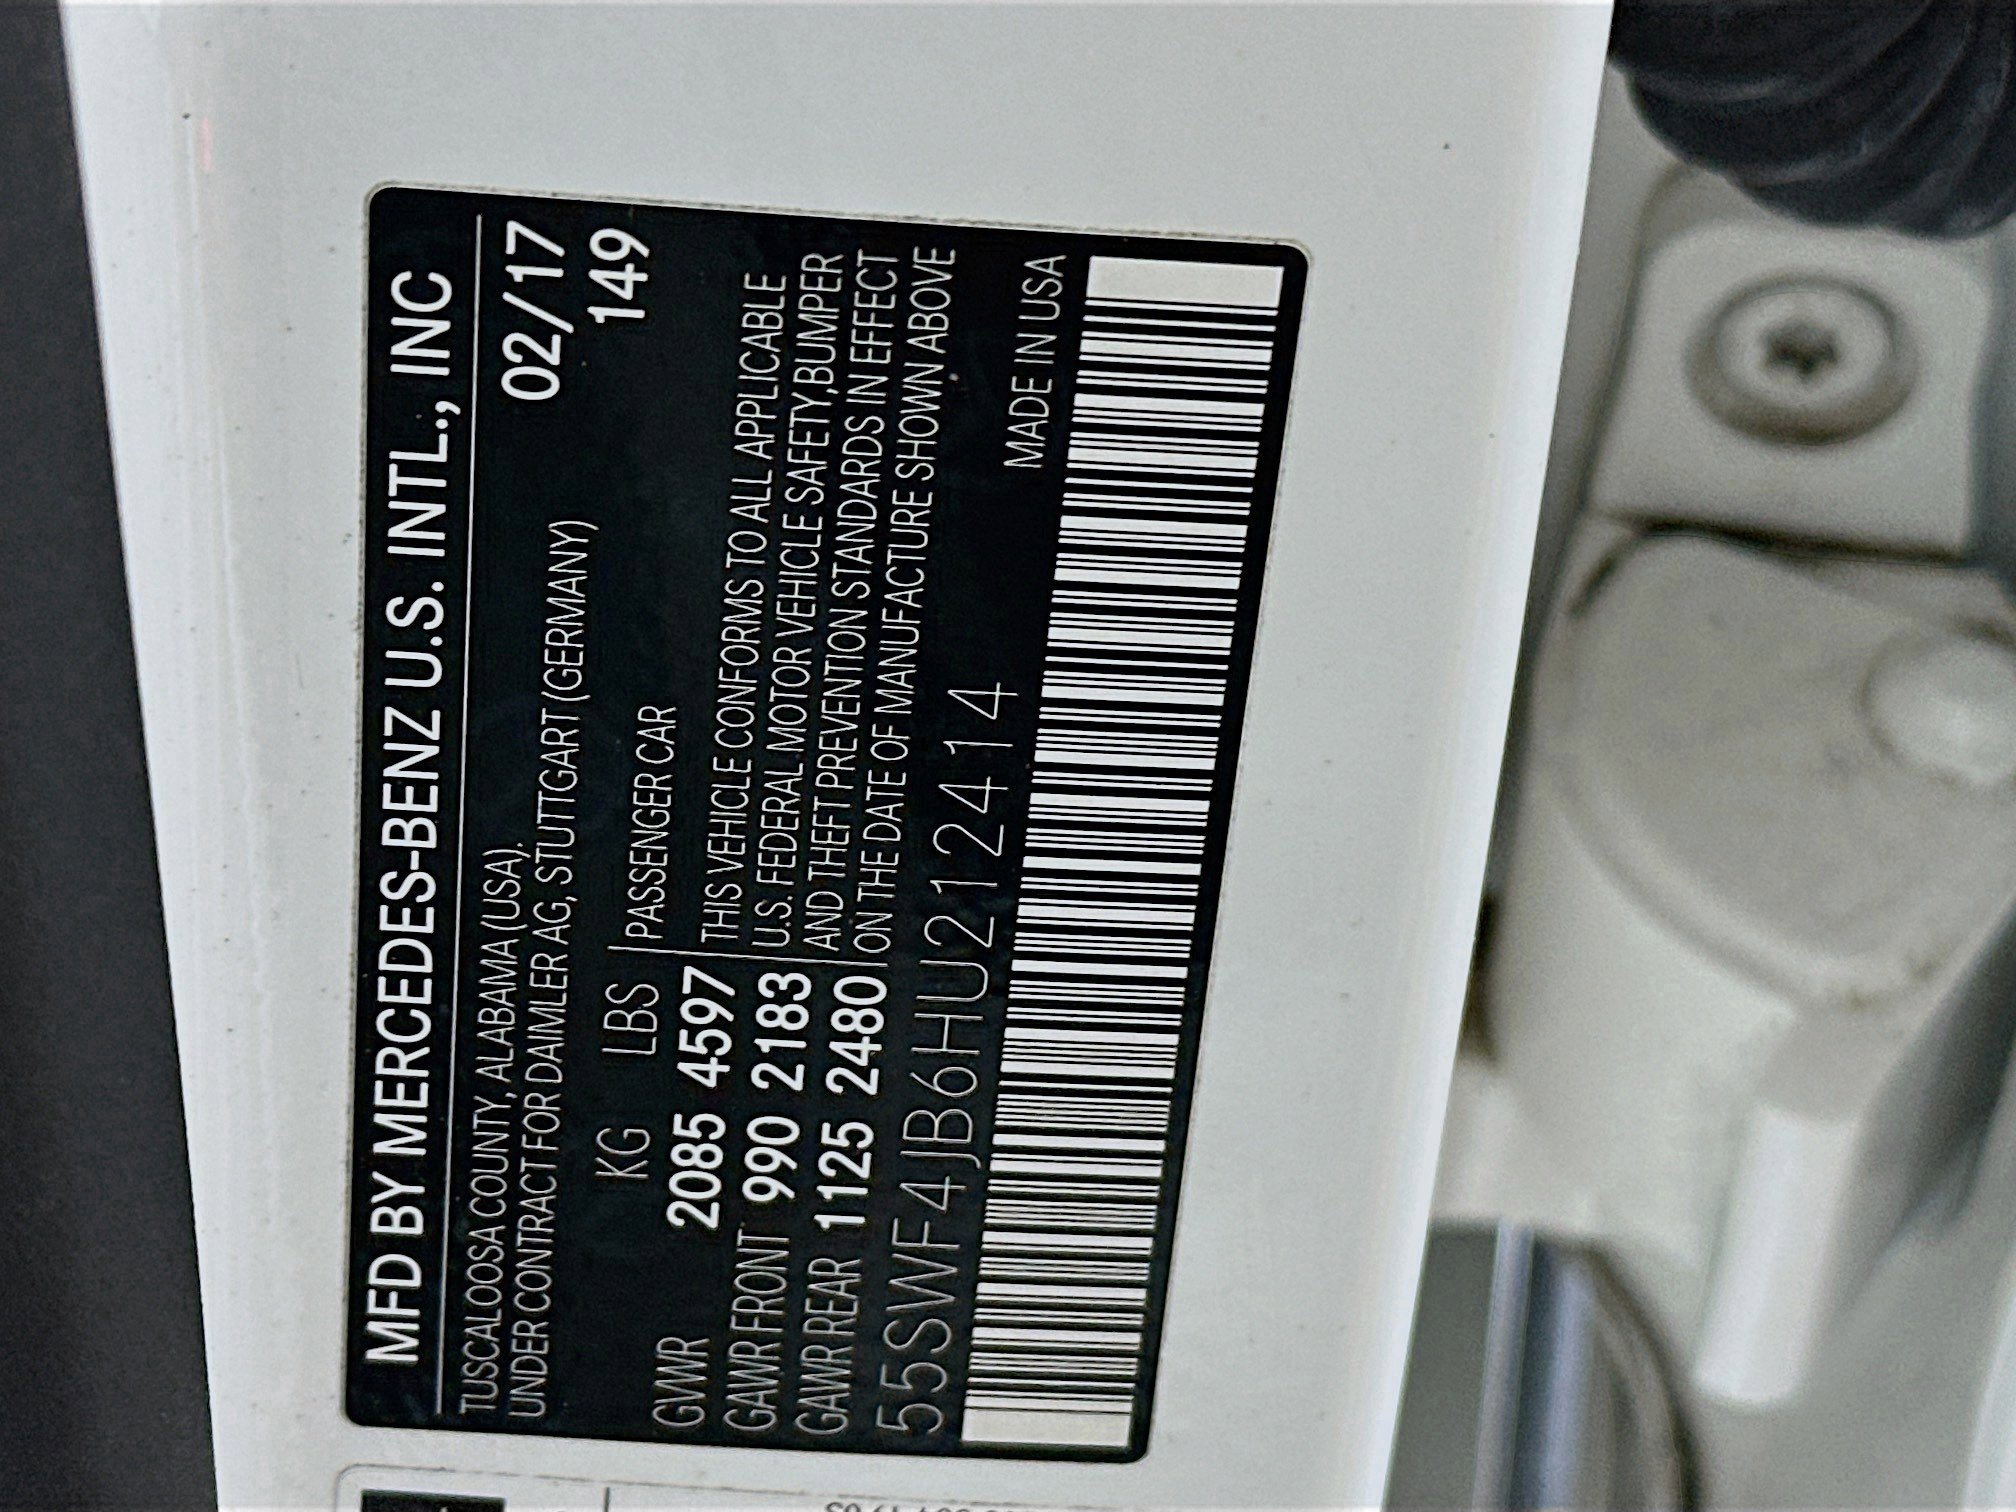 MFD BY MERCEDES-BENZ U.S. INTL., INC
TUSCALOOSA COUNTY, ALABAMA (USA). 02/17
UNDER CONTRACT FOR DAIMLER AG, STUTTGART (GERMANY) 149
KG LBS PASSENGER CAR
GVWR 2085 4597 THIS VEHICLE CONFORMS TO ALL APPLICABLE
GAWR FRONT 990 2183 U.S. FEDERAL MOTOR VEHICLE SAFETY, BUMPER
GAWR REAR 1125 2480 AND THEFT PREVENTION STANDARDS IN EFFECT
ON THE DATE OF MANUFACTURE SHOWN ABOVE
55SWF4JB6HU212414
MADE IN USA